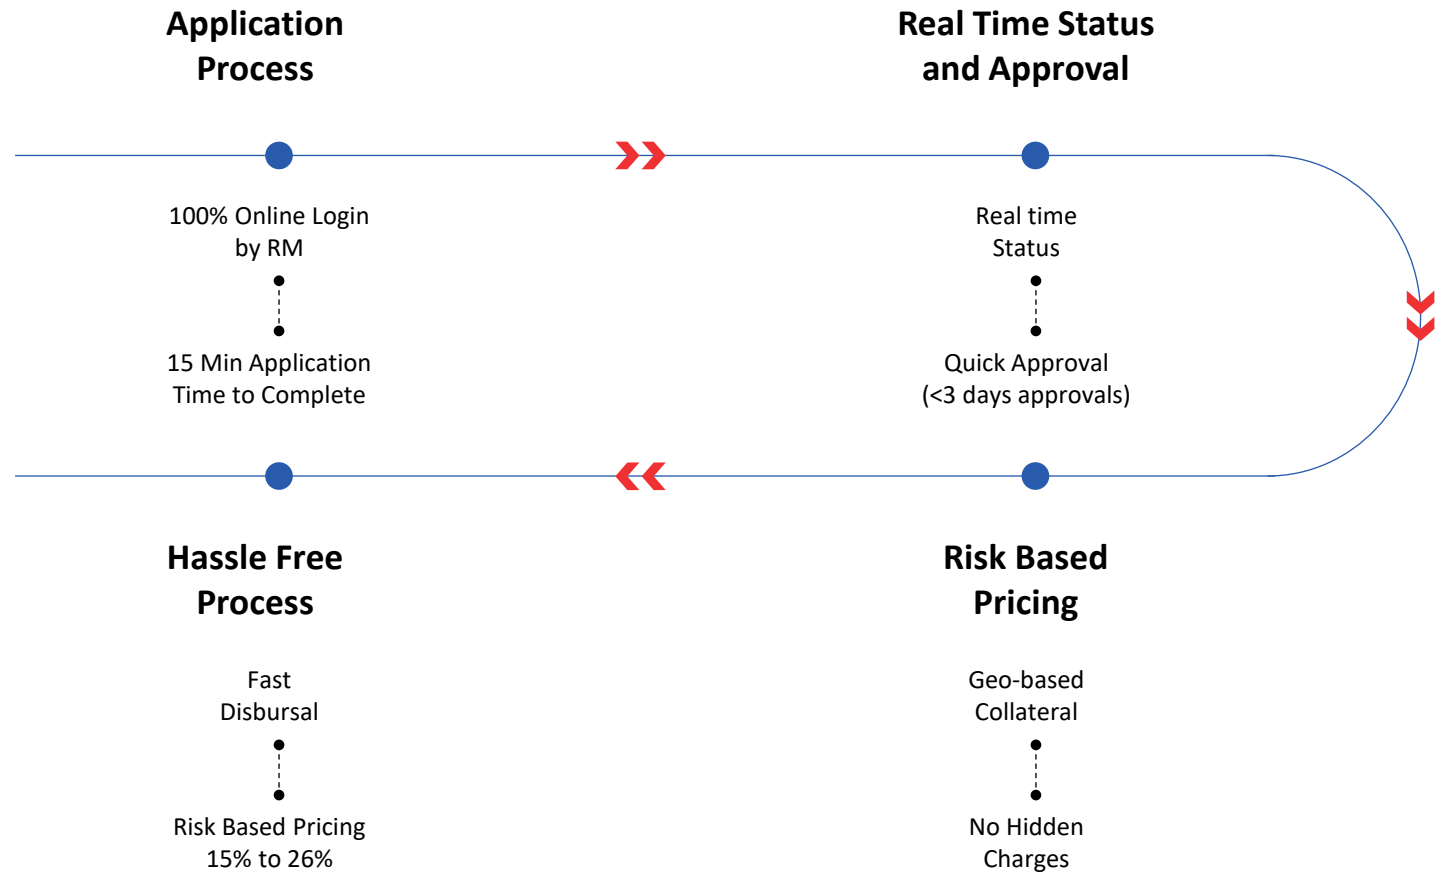 Application
Process
Real Time Status
and Approval
100% Online Login
by RM
15 Min Application
Time to Complete
Real time
Status
Quick Approval
(<3 days approvals)
Risk Based
Pricing
Geo-based
Collateral
No Hidden
Charges
Hassle Free
Process
Fast
Disbursal
Risk Based Pricing
15% to 26%